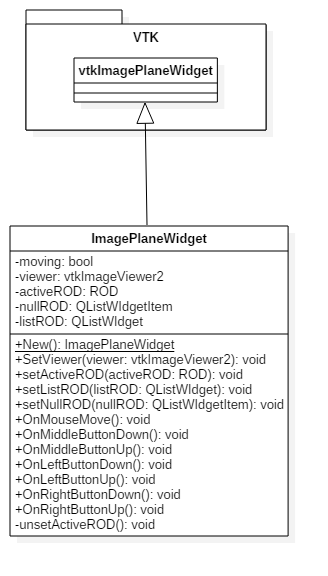 VTK
vtkImagePlaneWidget
ImagePlaneWidget
-moving: bool
-viewer: vtkImageViewer2
-activeROD: ROD
-nullROD: QListWIdgetItem
-listROD: QListWIdget
+New(): ImagePlaneWidget
+SetViewer(viewer: vtkImageViewer2): void
+setActiveROD(activeROD: ROD): void
+setListROD(listROD: QListWIdget): void
+setNullROD(nullROD: QListWIdgetItem): void
+OnMouseMove(): void
+OnMiddleButtonDown(): void
+OnMiddleButtonUp(): void
+OnLeftButtonDown(): void
+OnLeftButtonUp(): void
+OnRightButtonDown(): void
+OnRightButtonUp(): void
-unsetActiveROD(): void